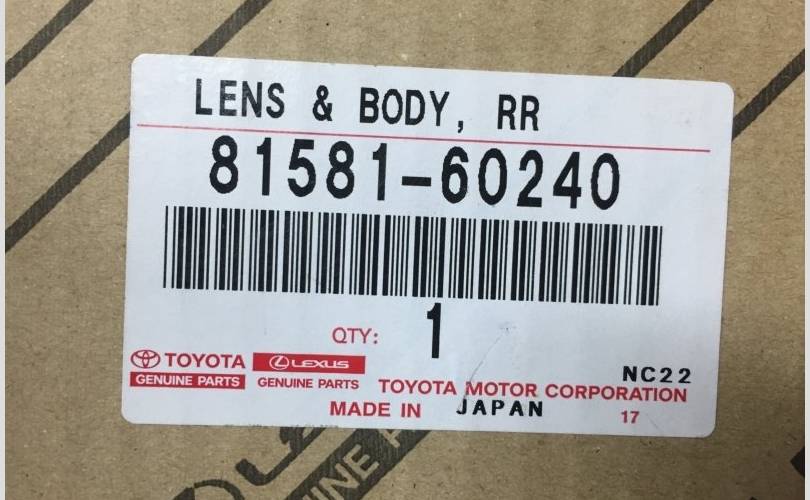 LENS & BODY, RR
81581-60240
QTY: 1
TOYOTA LEXUS NC22
GENUINE PARTS GENUINE PARTS TOYOTA MOTOR CORPORATION
MADE IN JAPAN 17
INE P